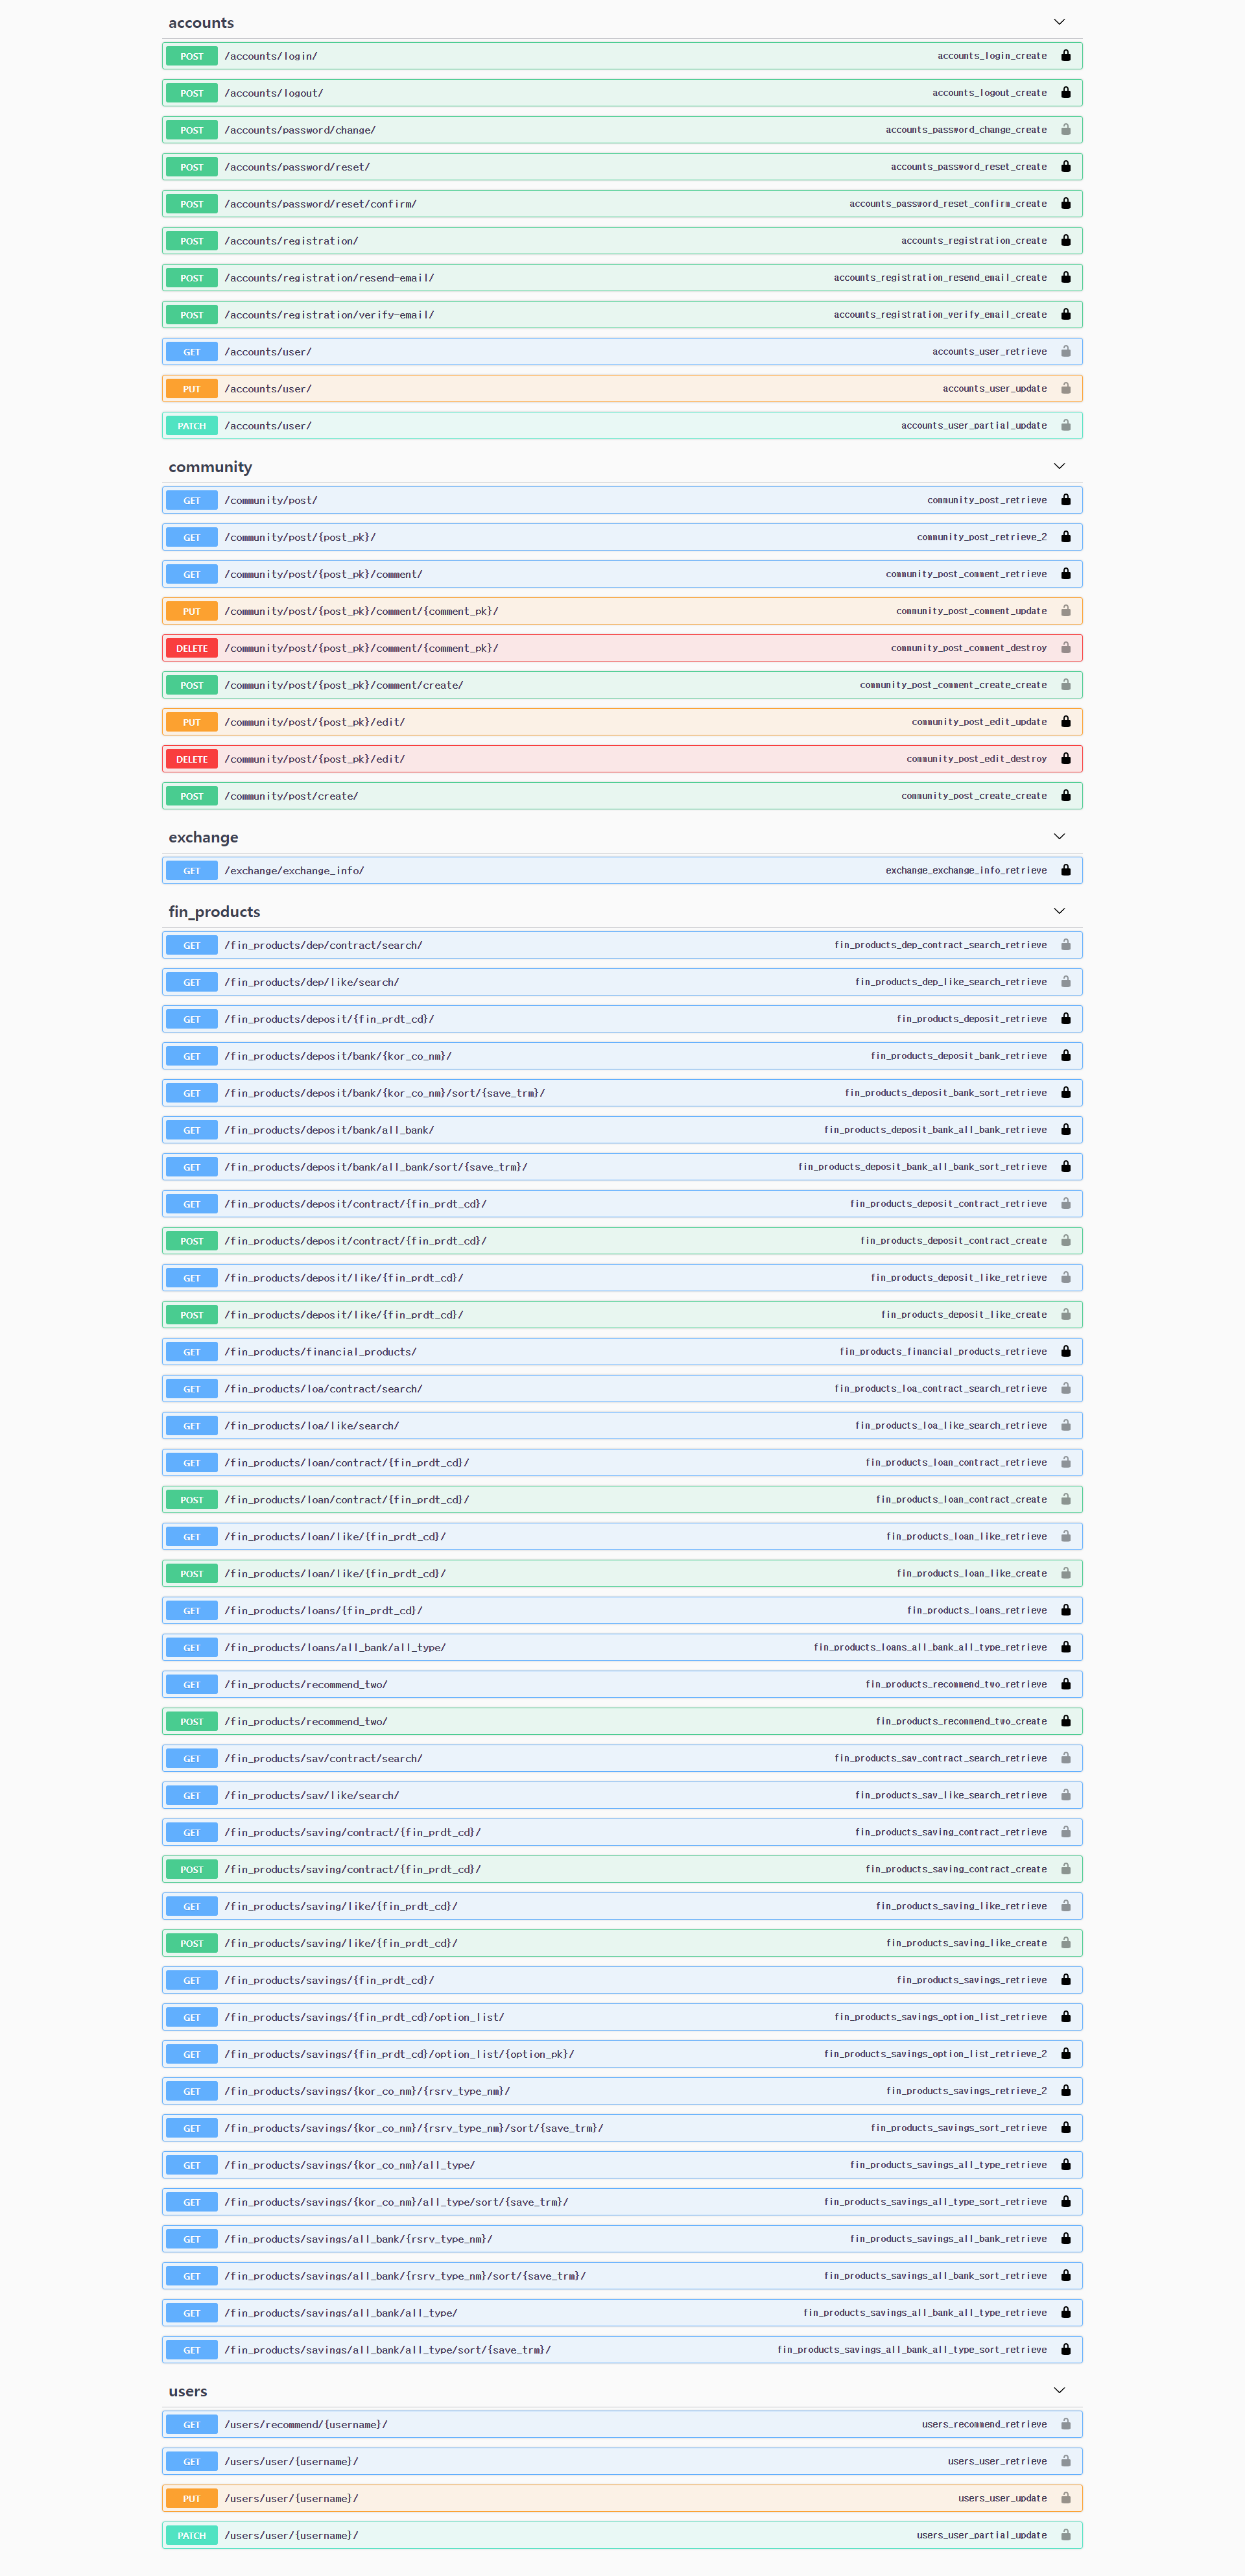 accounts
POST /accounts/login/ accounts_login_create
POST /accounts/logout/ accounts_logout_create
POST /accounts/password/change/ accounts_password_change_create
POST /accounts/password/reset/ accounts_password_reset_create
POST /accounts/password/reset/confirm/ accounts_password_reset_confirm_create
POST /accounts/registration/ accounts_registration_create
POST /accounts/registration/resend-email/ accounts_registration_resend_email_create
POST /accounts/registration/verify-email/ accounts_registration_verify_email_create
GET /accounts/user/ accounts_user_retrieve
PUT /accounts/user/ accounts_user_update
PATCH /accounts/user/ accounts_user_partial_update
community
GET /community/post/ community_post_retrieve
GET /community/post/{post_pk}/ community_post_retrieve_2
GET /community/post/{post_pk}/comment/ community_post_comment_retrieve
PUT /community/post/{post_pk}/comment/{comment_pk}/ community_post_comment_update
DELETE /community/post/{post_pk}/comment/{comment_pk}/ community_post_comment_destroy
POST /community/post/{post_pk}/comment/create/ community_post_comment_create_create
PUT /community/post/{post_pk}/edit/ community_post_edit_update
DELETE /community/post/{post_pk}/edit/ community_post_edit_destroy
POST /community/post/create/ community_post_create_create
exchange
GET /exchange/exchange_info/ exchange_exchange_info_retrieve
fin_products
GET /fin_products/dep/contract/search/ fin_products_dep_contract_search_retrieve
GET /fin_products/dep/like/search/ fin_products_dep_like_search_retrieve
GET /fin_products/deposit/{fin_prdt_cd}/ fin_products_deposit_retrieve
GET /fin_products/deposit/bank/{kor_co_nm}/ fin_products_deposit_bank_retrieve
GET /fin_products/deposit/bank/{kor_co_nm}/sort/{save_trm}/ fin_products_deposit_bank_sort_retrieve
GET /fin_products/deposit/bank/all_bank/ fin_products_deposit_bank_all_bank_retrieve
GET /fin_products/deposit/bank/all_bank/sort/{save_trm}/ fin_products_deposit_bank_all_bank_sort_retrieve
GET /fin_products/deposit/contract/{fin_prdt_cd}/ fin_products_deposit_contract_retrieve
POST /fin_products/deposit/contract/{fin_prdt_cd}/ fin_products_deposit_contract_create
GET /fin_products/deposit/like/{fin_prdt_cd}/ fin_products_deposit_like_retrieve
POST /fin_products/deposit/like/{fin_prdt_cd}/ fin_products_deposit_like_create
GET /fin_products/financial_products/ fin_products_financial_products_retrieve
GET /fin_products/loa/contract/search/ fin_products_loa_contract_search_retrieve
GET /fin_products/loa/like/search/ fin_products_loa_like_search_retrieve
GET /fin_products/loan/contract/{fin_prdt_cd}/ fin_products_loan_contract_retrieve
POST /fin_products/loan/contract/{fin_prdt_cd}/ fin_products_loan_contract_create
GET /fin_products/loan/like/{fin_prdt_cd}/ fin_products_loan_like_retrieve
POST /fin_products/loan/like/{fin_prdt_cd}/ fin_products_loan_like_create
GET /fin_products/loans/{fin_prdt_cd}/ fin_products_loans_retrieve
GET /fin_products/loans/all_bank/all_type/ fin_products_loans_all_bank_all_type_retrieve
GET /fin_products/recommend_two/ fin_products_recommend_two_retrieve
POST /fin_products/recommend_two/ fin_products_recommend_two_create
GET /fin_products/sav/contract/search/ fin_products_sav_contract_search_retrieve
GET /fin_products/sav/like/search/ fin_products_sav_like_search_retrieve
GET /fin_products/saving/contract/{fin_prdt_cd}/ fin_products_saving_contract_retrieve
POST /fin_products/saving/contract/{fin_prdt_cd}/ fin_products_saving_contract_create
GET /fin_products/saving/like/{fin_prdt_cd}/ fin_products_saving_like_retrieve
POST /fin_products/saving/like/{fin_prdt_cd}/ fin_products_saving_like_create
GET /fin_products/savings/{fin_prdt_cd}/ fin_products_savings_retrieve
GET /fin_products/savings/{fin_prdt_cd}/option_list/ fin_products_savings_option_list_retrieve
GET /fin_products/savings/{fin_prdt_cd}/option_list/{option_pk}/ fin_products_savings_option_list_retrieve_2
GET /fin_products/savings/{kor_co_nm}/{rsrv_type_nm}/ fin_products_savings_retrieve_2
GET /fin_products/savings/{kor_co_nm}/{rsrv_type_nm}/sort/{save_trm}/ fin_products_savings_sort_retrieve
GET /fin_products/savings/{kor_co_nm}/all_type/ fin_products_savings_all_type_retrieve
GET /fin_products/savings/{kor_co_nm}/all_type/sort/{save_trm}/ fin_products_savings_all_type_sort_retrieve
GET /fin_products/savings/all_bank/{rsrv_type_nm}/ fin_products_savings_all_bank_retrieve
GET /fin_products/savings/all_bank/{rsrv_type_nm}/sort/{save_trm}/ fin_products_savings_all_bank_sort_retrieve
GET /fin_products/savings/all_bank/all_type/ fin_products_savings_all_bank_all_type_retrieve
GET /fin_products/savings/all_bank/all_type/sort/{save_trm}/ fin_products_savings_all_bank_all_type_sort_retrieve
users
GET /users/recommend/{username}/ users_recommend_retrieve
GET /users/user/{username}/ users_user_retrieve
PUT /users/user/{username}/ users_user_update
PATCH /users/user/{username}/ users_user_partial_update